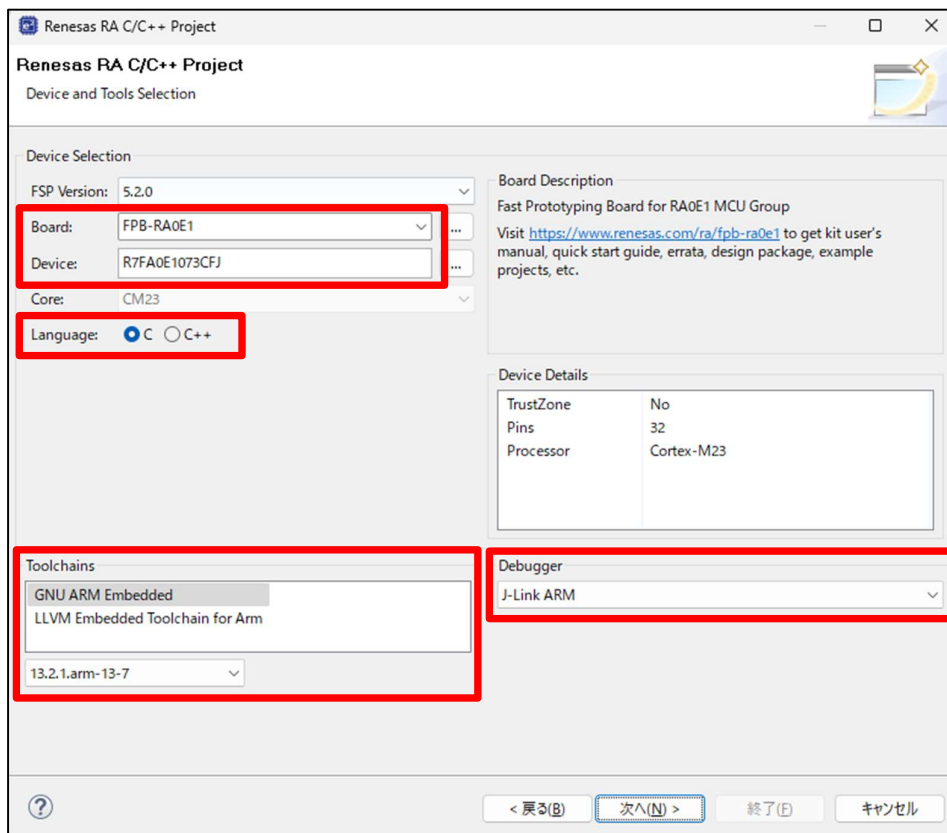 Renesas RA C/C++ Project
Renesas RA C/C++ Project
Device and Tools Selection
Device Selection
FSP Version: 5.2.0
Board: FPB-RA0E1 ...
Device: R7FA0E1073CFJ ...
Core: CM23
Language: C C++
Board Description
Fast Prototyping Board for RA0E1 MCU Group
Visit https://www.renesas.com/ra/fpb-ra0e1 to get kit user's
manual, quick start guide, errata, design package, example
projects, etc.
Device Details
TrustZone No
Pins 32
Processor Cortex-M23
Toolchains
GNU ARM Embedded
LLVM Embedded Toolchain for Arm
13.2.1.arm-13-7
Debugger
J-Link ARM
?
< 戻る(B) 次へ(N) > 終了(F) キャンセル